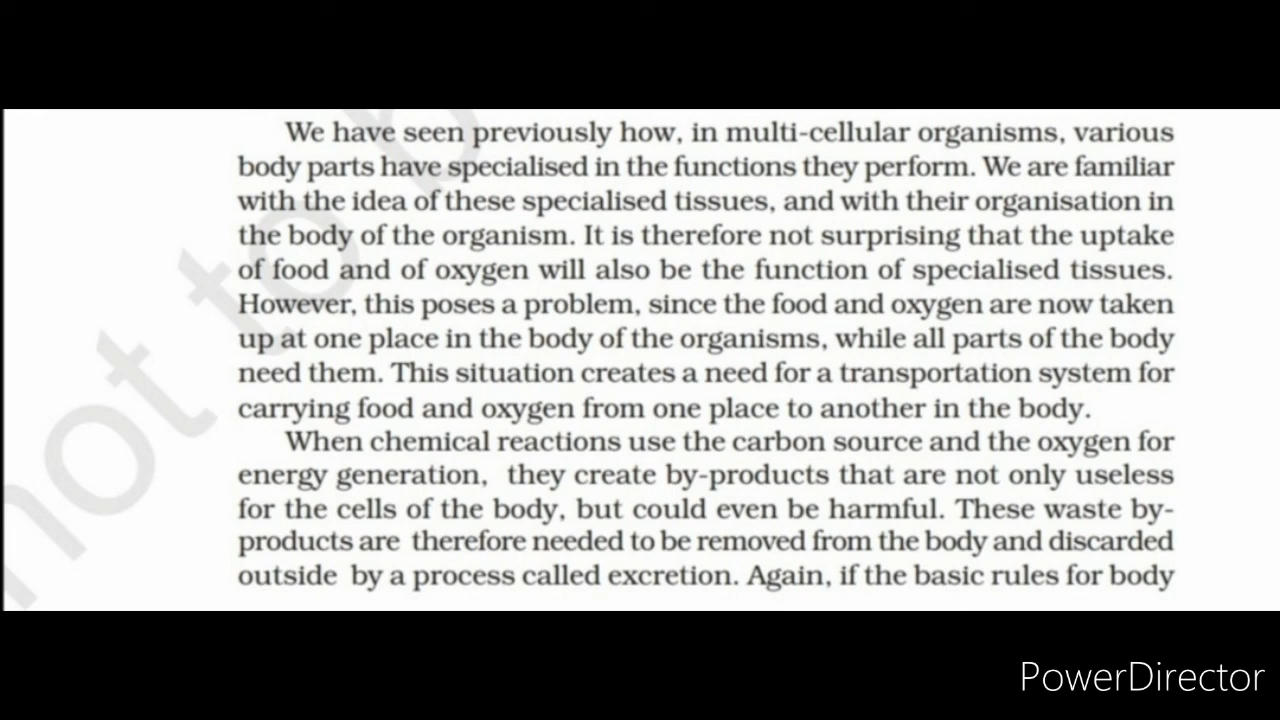 We have seen previously how, in multi-cellular organisms, various
body parts have specialised in the functions they perform. We are familiar
with the idea of these specialised tissues, and with their organisation in
the body of the organism. It is therefore not surprising that the uptake
of food and of oxygen will also be the function of specialised tissues.
However, this poses a problem, since the food and oxygen are now taken
up at one place in the body of the organisms, while all parts of the body
need them. This situation creates a need for a transportation system for
carrying food and oxygen from one place to another in the body.
When chemical reactions use the carbon source and the oxygen for
energy generation, they create by-products that are not only useless
for the cells of the body, but could even be harmful. These waste by-
products are therefore needed to be removed from the body and discarded
outside by a process called excretion. Again, if the basic rules for body
not to b
PowerDirector